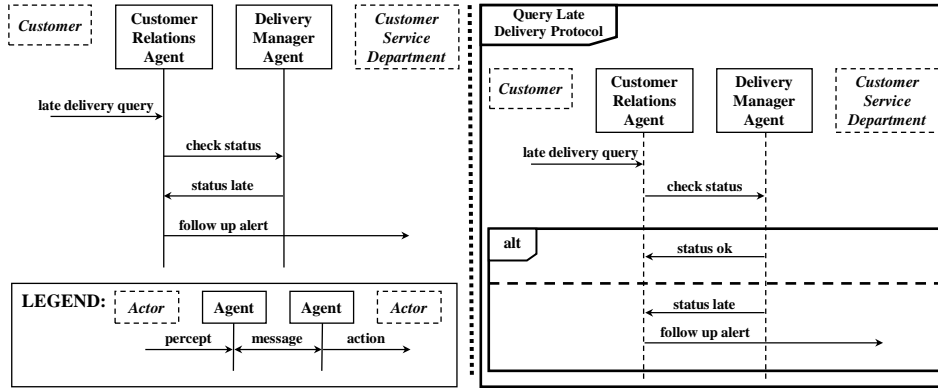 Customer
Customer
Relations
Agent
Delivery
Manager
Agent
Customer
Service
Department
late delivery query
check status
status late
follow up alert
LEGEND:
Actor
Agent
Agent
Actor
percept
message
action
Query Late
Delivery Protocol
Customer
Customer
Relations
Agent
Delivery
Manager
Agent
Customer
Service
Department
late delivery query
check status
alt
status ok
status late
follow up alert